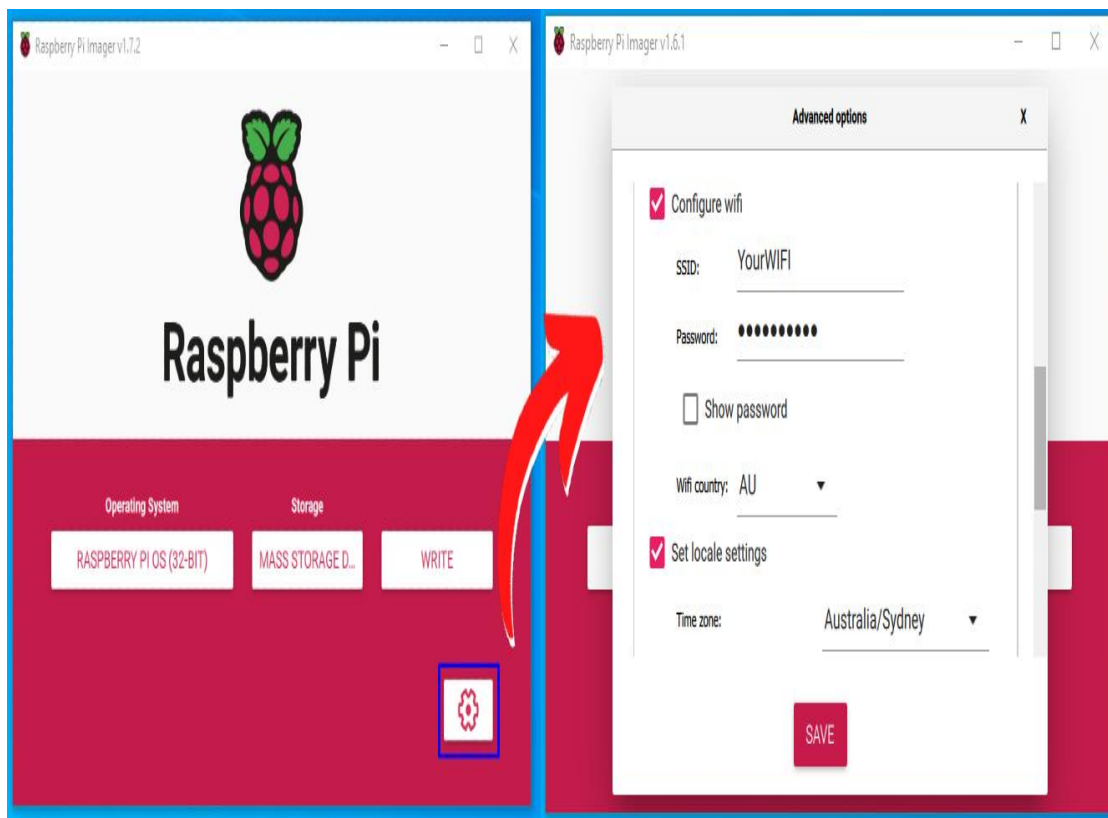 Raspberry Pi Imager v1.7.2
Raspberry Pi
Operating System
Storage
RASPBERRY PI OS (32-BIT)
MASS STORAGE D...
WRITE
Raspberry Pi Imager v1.6.1
Advanced options
X
Configure wifi
SSID: YourWIFI
Password: ••••••••••
Show password
Wifi country: AU
Set locale settings
Time zone: Australia/Sydney
SAVE